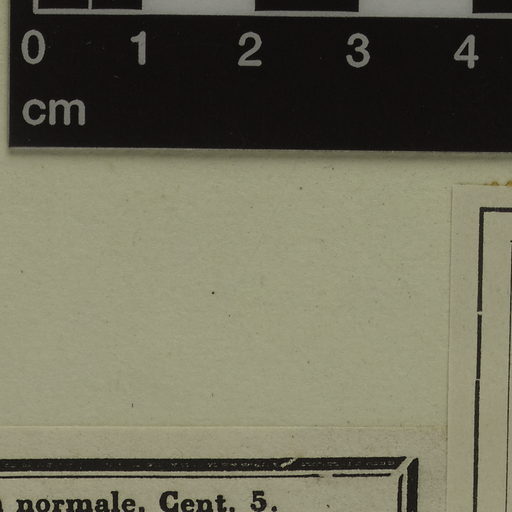 0 1 2 3 4
cm
normale. Cent. 5.